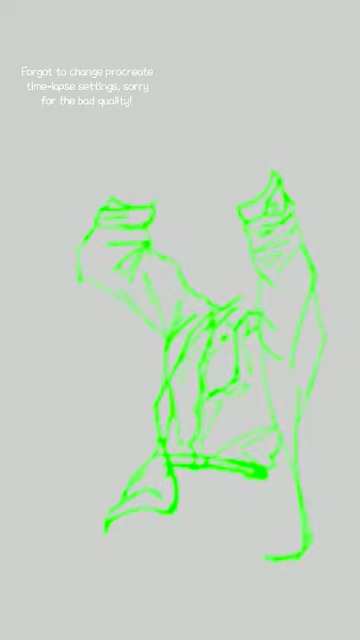 Forgot to change procreate
time-lapse settings, sorry
for the bad quality!